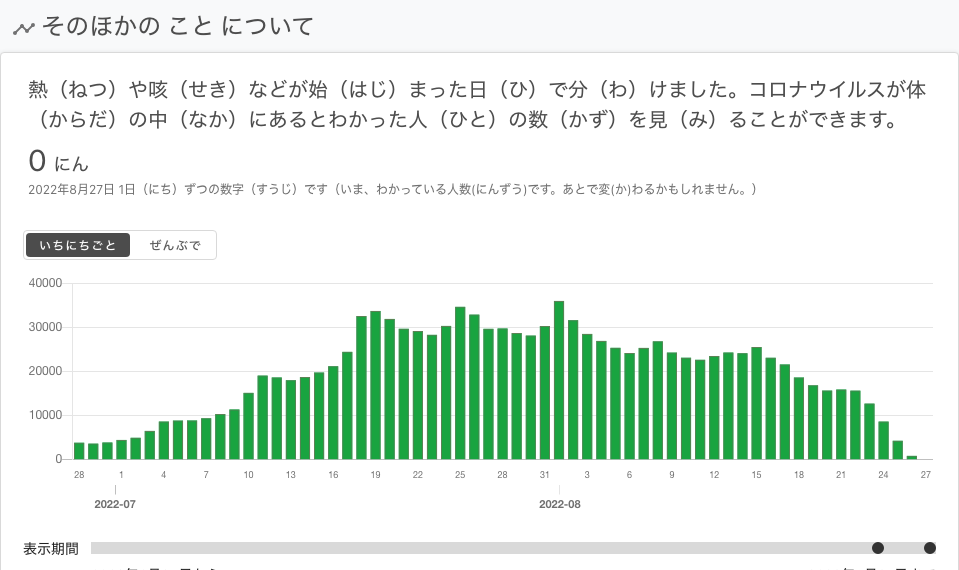 そのほかの こと について
熱（ねつ）や咳（せき）などが始（はじ）まった日（ひ）で分（わ）けました。コロナウイルスが体
（からだ）の中（なか）にあるとわかった人（ひと）の数（かず）を見（み）ることができます。
0 にん
2022年8月27日 1日（にち）ずつの数字（すうじ）です（いま、わかっている人数(にんずう)です。あとで変(か)わるかもしれません。）
いちにちごと ぜんぶで
40000
30000
20000
10000
0
28 1 4 7 10 13 16 19 22 25 28 31 3 6 9 12 15 18 21 24 27
2022-07 2022-08
表示期間